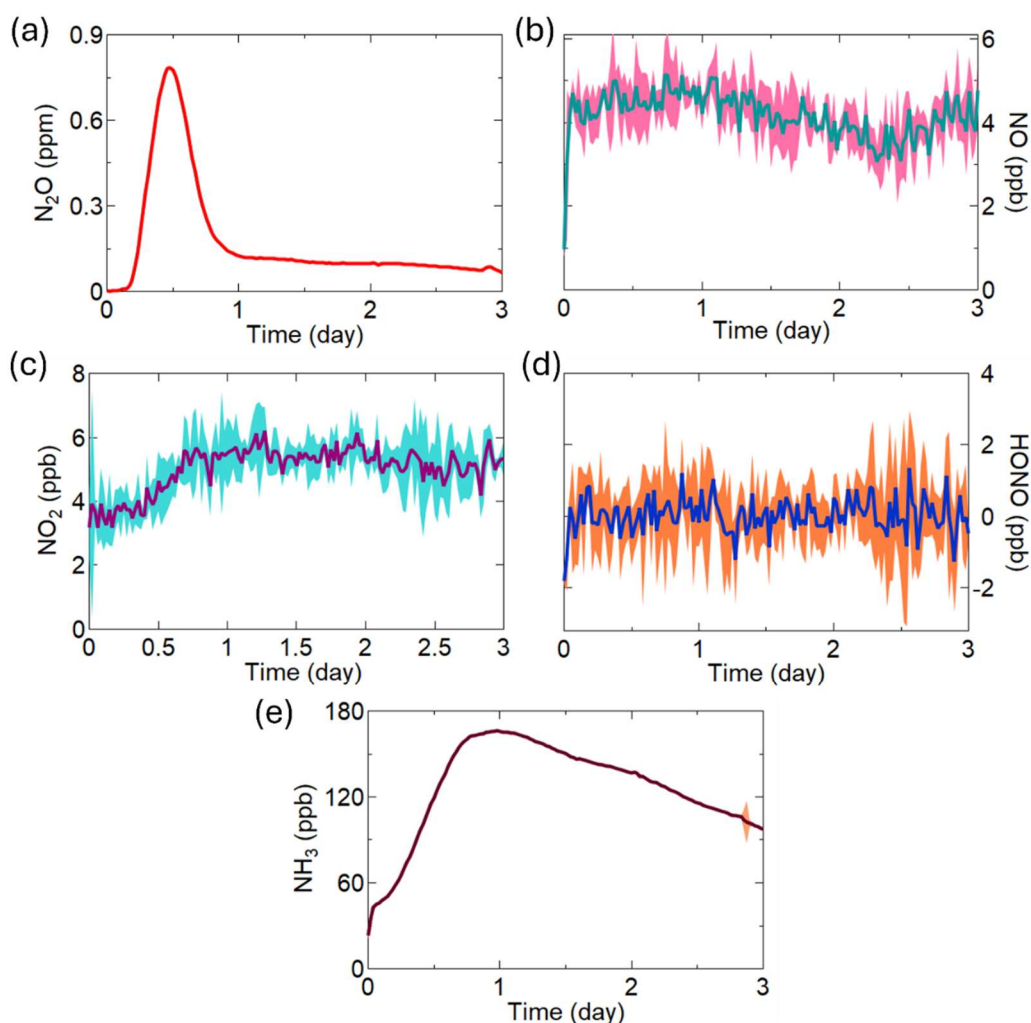 (a)
0.9
0.6
0.3
0
N₂O (ppm)
0 1 2 3
Time (day)
(b)
6
4
2
0
NO (ppb)
0 1 2 3
Time (day)
(c)
8
6
4
2
0
NO₂ (ppb)
0 0.5 1 1.5 2 2.5 3
Time (day)
(d)
4
2
0
-2
HONO (ppb)
0 1 2 3
Time (day)
(e)
180
120
60
0
NH₃ (ppb)
0 1 2 3
Time (day)